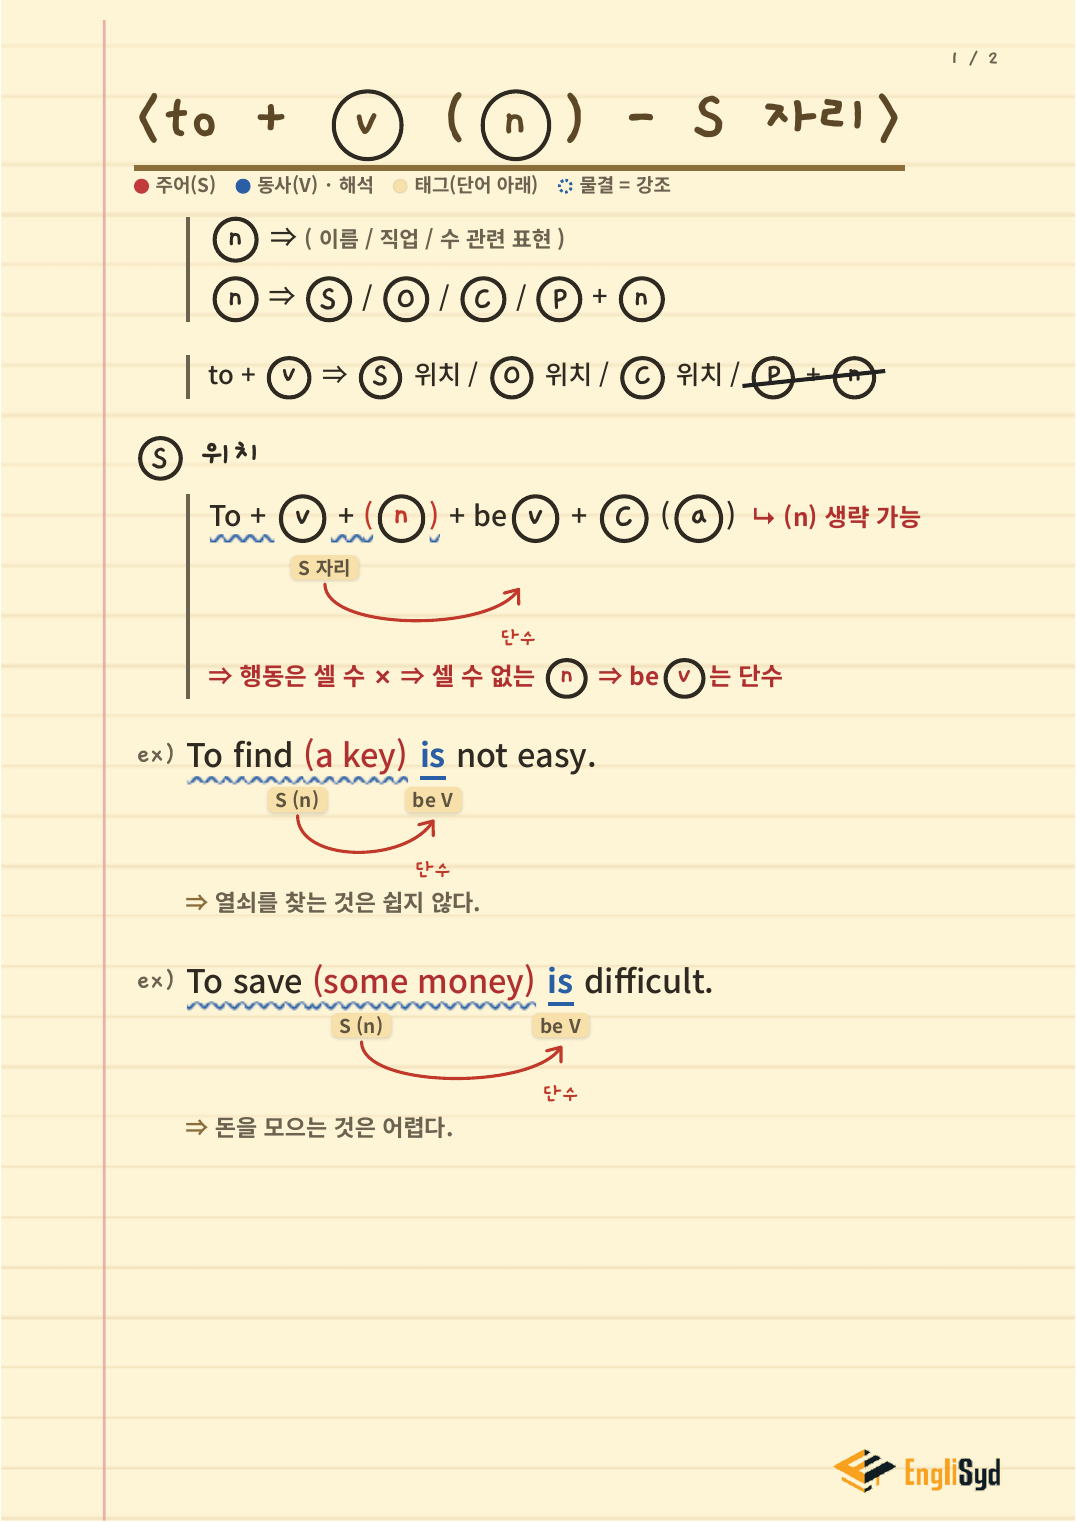 1 / 2
<to + v (n) - S 자리>
주어(S) 동사(V) · 해석 태그(단어 아래) 물결 = 강조
n ⇒ ( 이름 / 직업 / 수 관련 표현 )
n ⇒ S / O / C / P + n
to + v ⇒ S 위치 / O 위치 / C 위치 / P + n
S 위치
To + v + (n) + be v + C (a) ↳ (n) 생략 가능
S 자리
단수
⇒ 행동은 셀 수 × ⇒ 셀 수 없는 n ⇒ be v는 단수
ex) To find (a key) is not easy.
S (n) be V
단수
⇒ 열쇠를 찾는 것은 쉽지 않다.
ex) To save (some money) is difficult.
S (n) be V
단수
⇒ 돈을 모으는 것은 어렵다.
EngliSyd